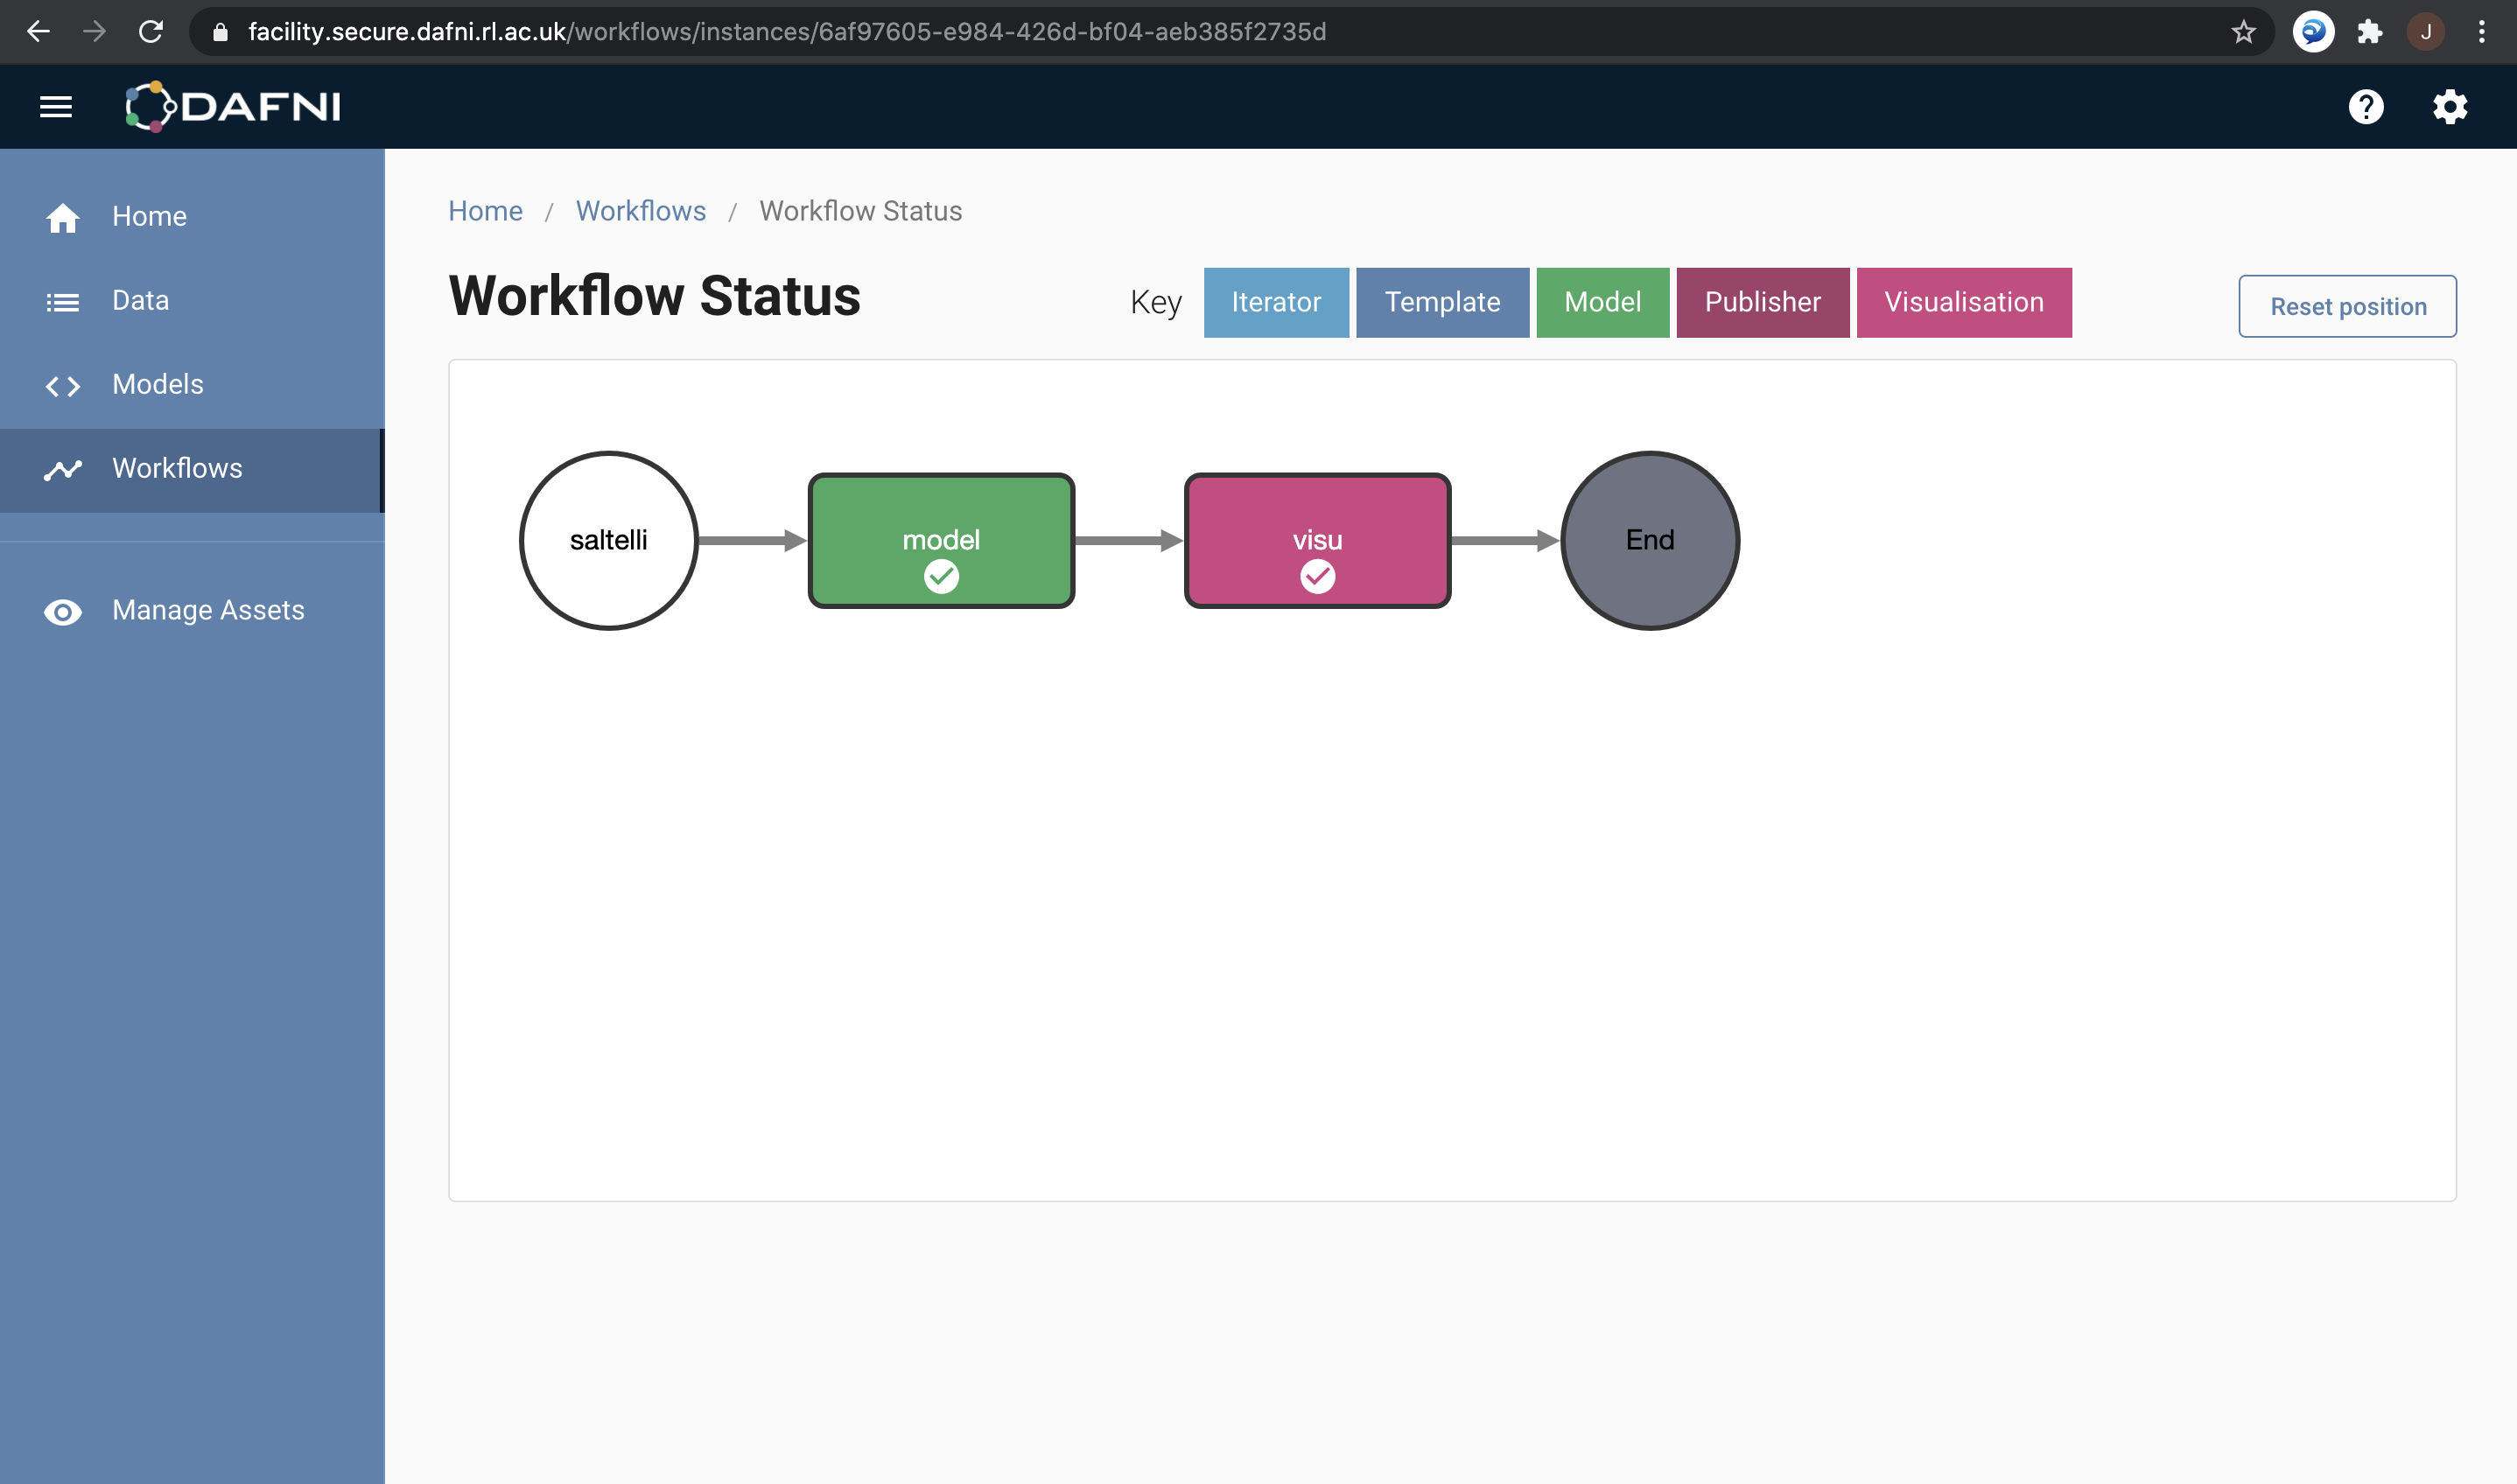 facility.secure.dafni.rl.ac.uk/workflows/instances/6af97605-e984-426d-bf04-aeb385f2735d
J
DAFNI
?
Home
Data
Models
Workflows
Manage Assets
Home / Workflows / Workflow Status
Workflow Status
Key Iterator Template Model Publisher Visualisation
Reset position
saltelli
model
visu
End